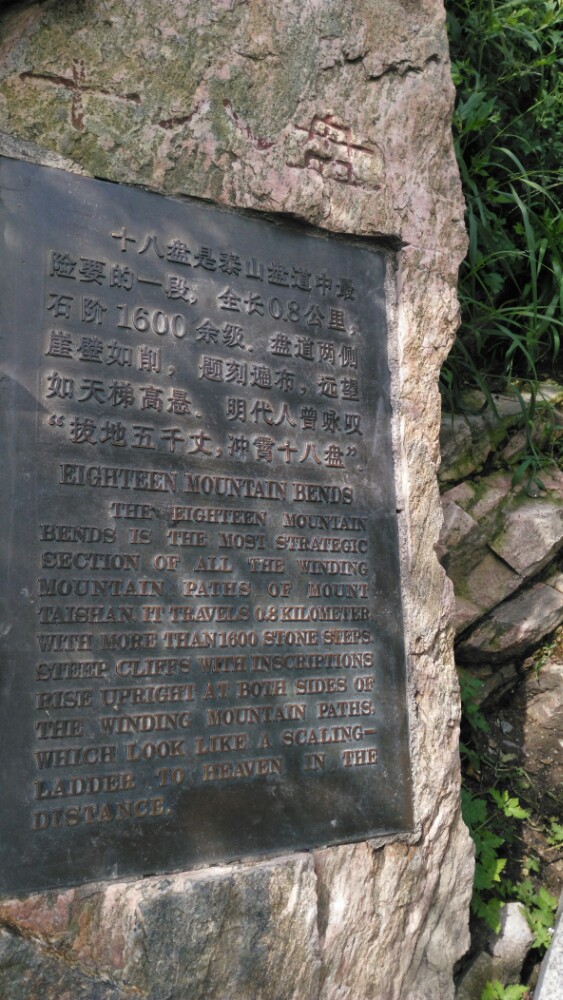 十八盘
十八盘是泰山盘道中最
险要的一段，全长0.8公里，
石阶1600余级．盘道两侧
崖壁如削，题刻遍布，远望
如天梯高悬．明代人曾咏叹
“拔地五千丈，冲霄十八盘”．
EIGHTEEN MOUNTAIN BENDS
THE EIGHTEEN MOUNTAIN
BENDS IS THE MOST STRATEGIC
SECTION OF ALL THE WINDING
MOUNTAIN PATHS OF MOUNT
TAISHAN. IT TRAVELS 0.8 KILOMETER
WITH MORE THAN 1600 STONE STEPS.
STEEP CLIFFS WITH INSCRIPTIONS
RISE UPRIGHT AT BOTH SIDES OF
THE WINDING MOUNTAIN PATHS,
WHICH LOOK LIKE A SCALING-
LADDER TO HEAVEN IN THE
DISTANCE.